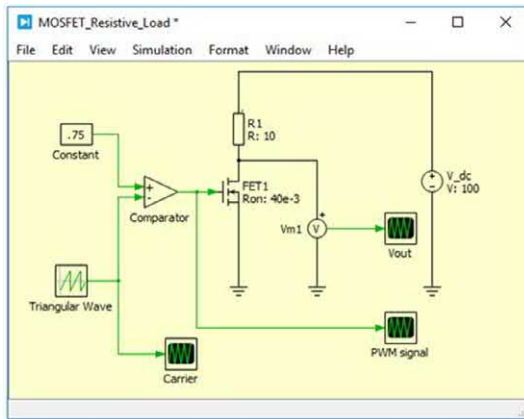 MOSFET_Resistive_Load *
File Edit View Simulation Format Window Help
R1
R: 10
.75
Constant
V_dc
V: 100
FET1
Ron: 40e-3
Comparator
Vm1
V
Vout
Triangular Wave
PWM signal
Carrier